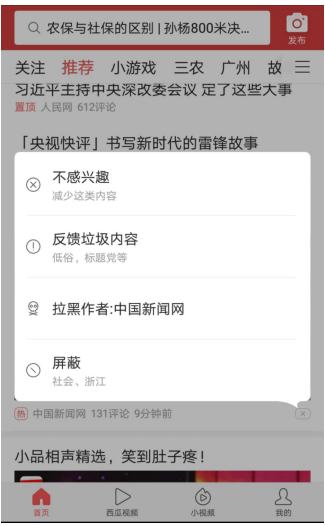 农保与社保的区别 | 孙杨800米决...
发布
关注 推荐 小游戏 三农 广州 故
习近平主持中央深改委会议 定了这些大事
置顶 人民网 612评论
「央视快评」书写新时代的雷锋故事
不感兴趣
减少这类内容
反馈垃圾内容
低俗，标题党等
拉黑作者:中国新闻网
屏蔽
社会、浙江
热 中国新闻网 131评论 9分钟前
小品相声精选，笑到肚子疼！
首页 西瓜视频 小视频 我的